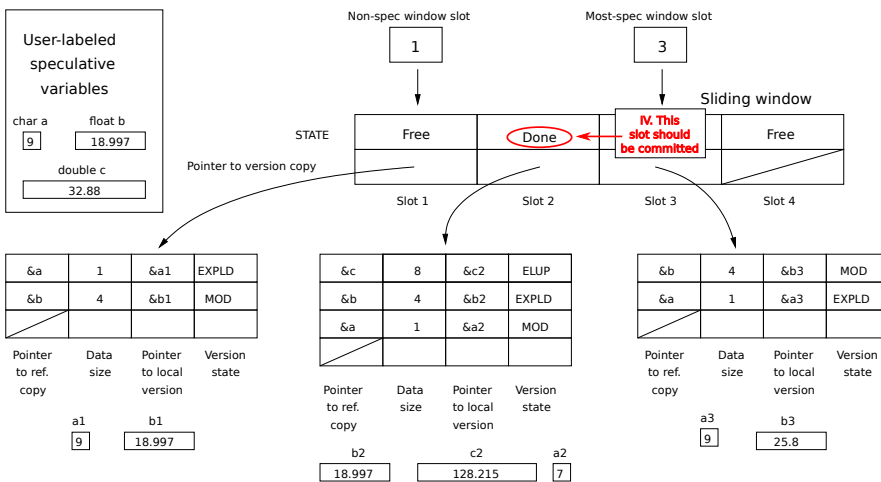 Non-spec window slot
Most-spec window slot
User-labeled
speculative
variables
1
3
char a
float b
9
18.997
double c
32.88
Sliding window
STATE
Free
Done
IV. This
slot should
be committed
Free
Pointer to version copy
Slot 1
Slot 2
Slot 3
Slot 4
&a 1 &a1 EXPLD
&b 4 &b1 MOD
Pointer
to ref.
copy
Data
size
Pointer
to local
version
Version
state
a1
b1
9
18.997
&c 8 &c2 ELUP
&b 4 &b2 EXPLD
&a 1 &a2 MOD
Pointer
to ref.
copy
Data
size
Pointer
to local
version
Version
state
b2
c2
a2
18.997
128.215
7
&b 4 &b3 MOD
&a 1 &a3 EXPLD
Pointer
to ref.
copy
Data
size
Pointer
to local
version
Version
state
a3
b3
9
25.8